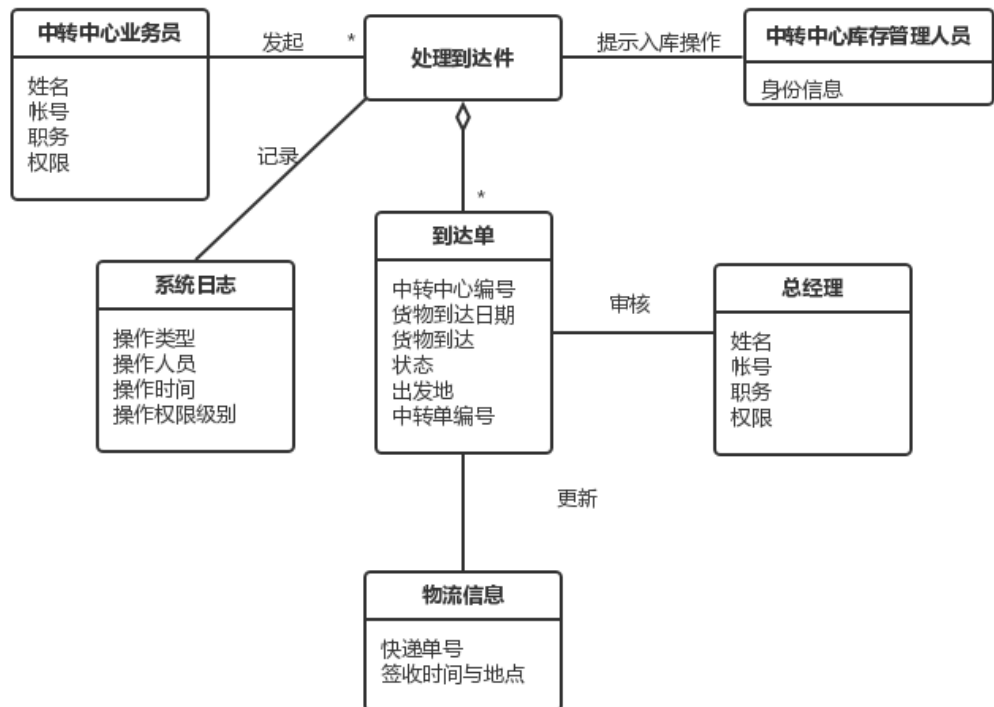 中转中心业务员
姓名
帐号
职务
权限
发起
*
处理到达件
提示入库操作
中转中心库存管理人员
身份信息
记录
*
系统日志
操作类型
操作人员
操作时间
操作权限级别
到达单
中转中心编号
货物到达日期
货物到达
状态
出发地
中转单编号
审核
总经理
姓名
帐号
职务
权限
更新
物流信息
快递单号
签收时间与地点